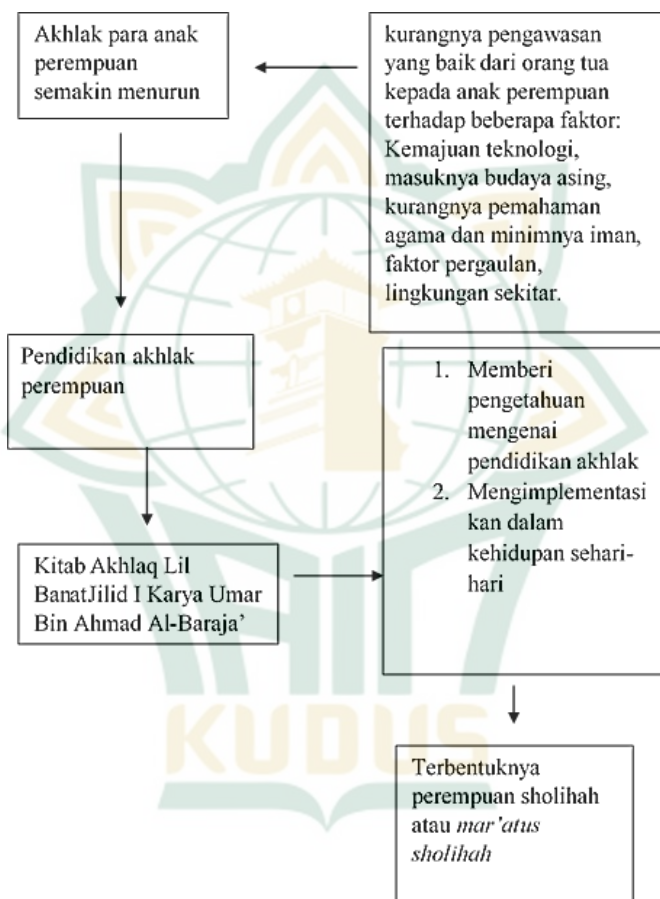 Akhlak para anak
perempuan
semakin menurun
kurangnya pengawasan
yang baik dari orang tua
kepada anak perempuan
terhadap beberapa faktor:
Kemajuan teknologi,
masuknya budaya asing,
kurangnya pemahaman
agama dan minimnya iman,
faktor pergaulan,
lingkungan sekitar.
Pendidikan akhlak
perempuan
Kitab Akhlaq Lil
BanatJilid I Karya Umar
Bin Ahmad Al-Baraja’
1. Memberi
pengetahuan
mengenai
pendidikan akhlak
2. Mengimplementasi
kan dalam
kehidupan sehari-
hari
Terbentuknya
perempuan sholihah
atau mar’atus
sholihah
IAIN
KUDUS